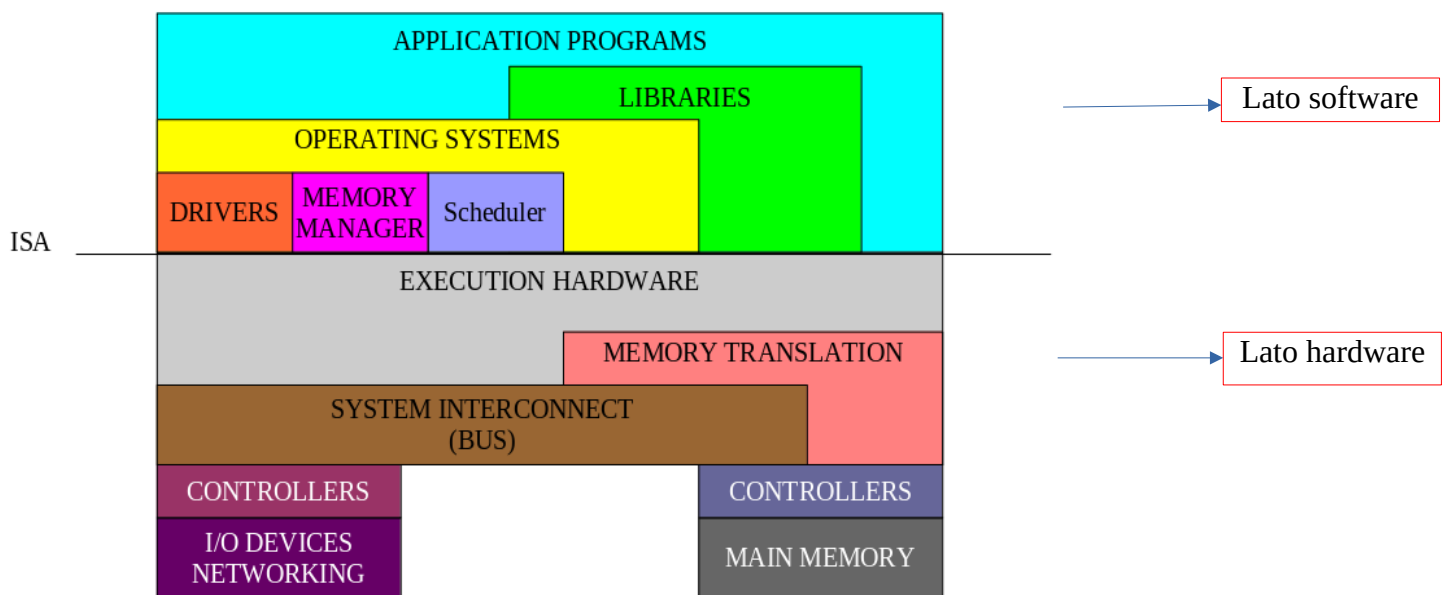 APPLICATION PROGRAMS
LIBRARIES
Lato software
OPERATING SYSTEMS
DRIVERS
MEMORY
MANAGER
Scheduler
ISA
EXECUTION HARDWARE
MEMORY TRANSLATION
Lato hardware
SYSTEM INTERCONNECT
(BUS)
CONTROLLERS
CONTROLLERS
I/O DEVICES
NETWORKING
MAIN MEMORY